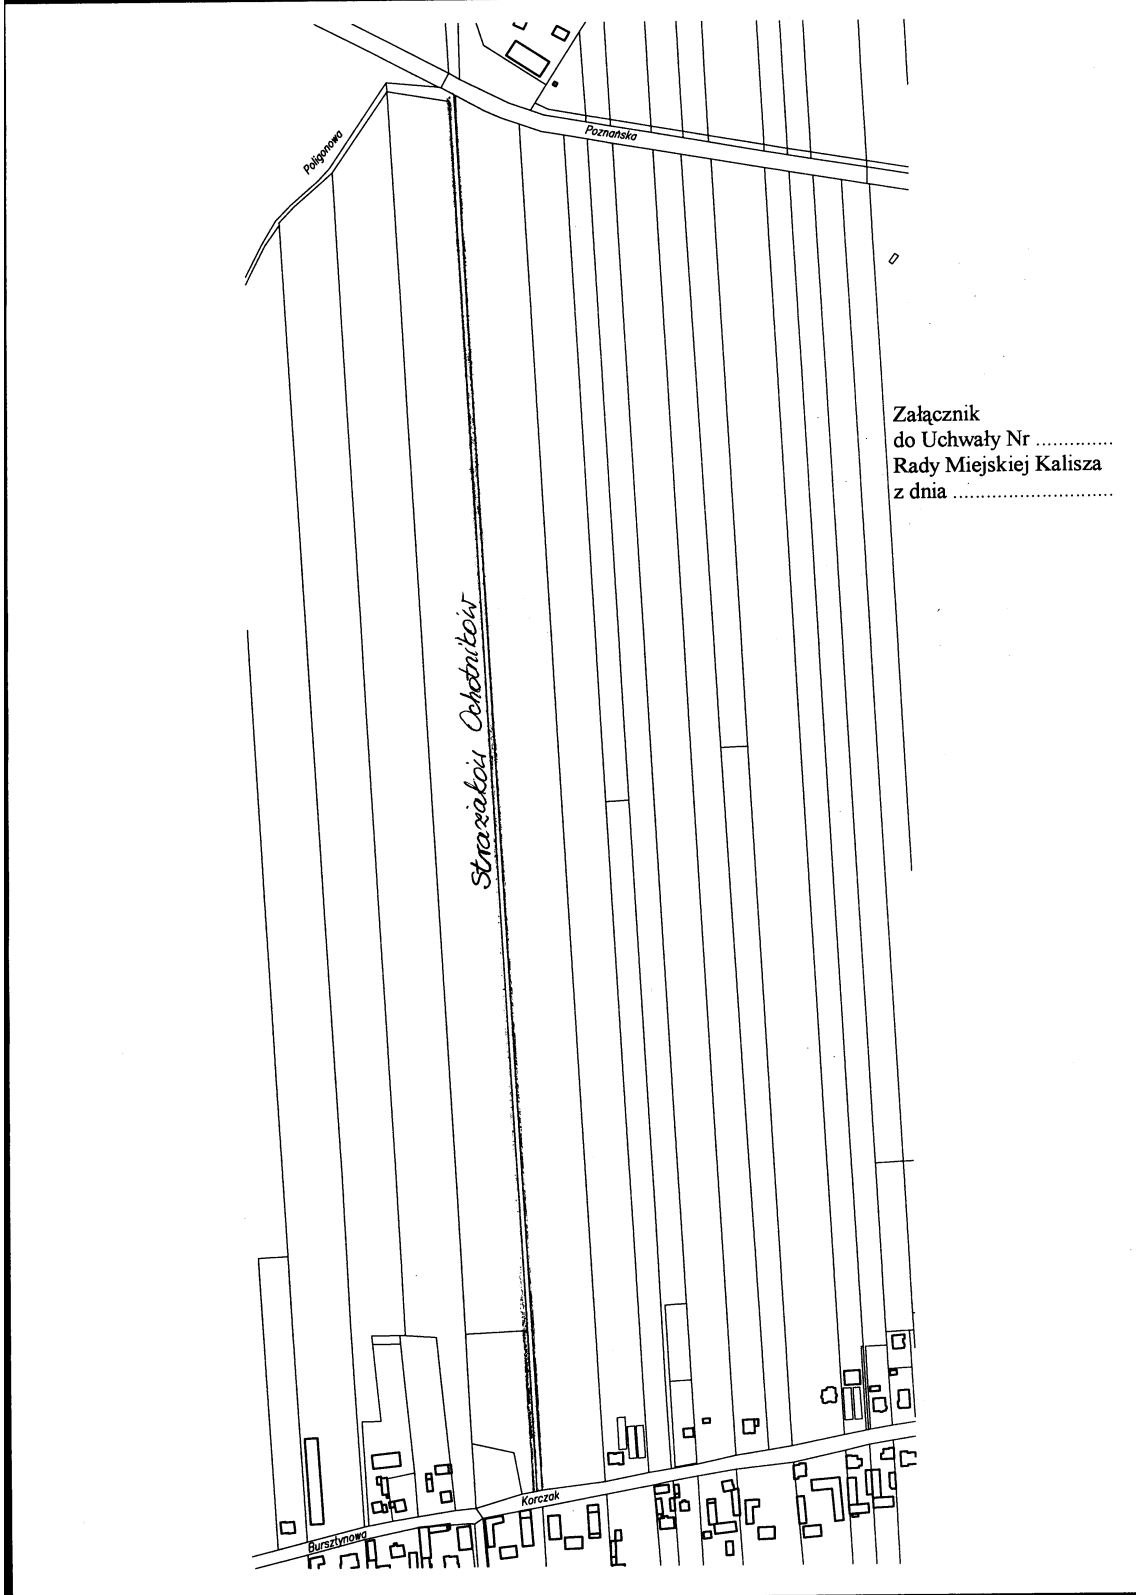 Poznańska
Poligonowa
Załącznik
do Uchwały Nr ..............
Rady Miejskiej Kalisza
z dnia .............................
Strażaków Ochotników
Korczak
Bursztynowa